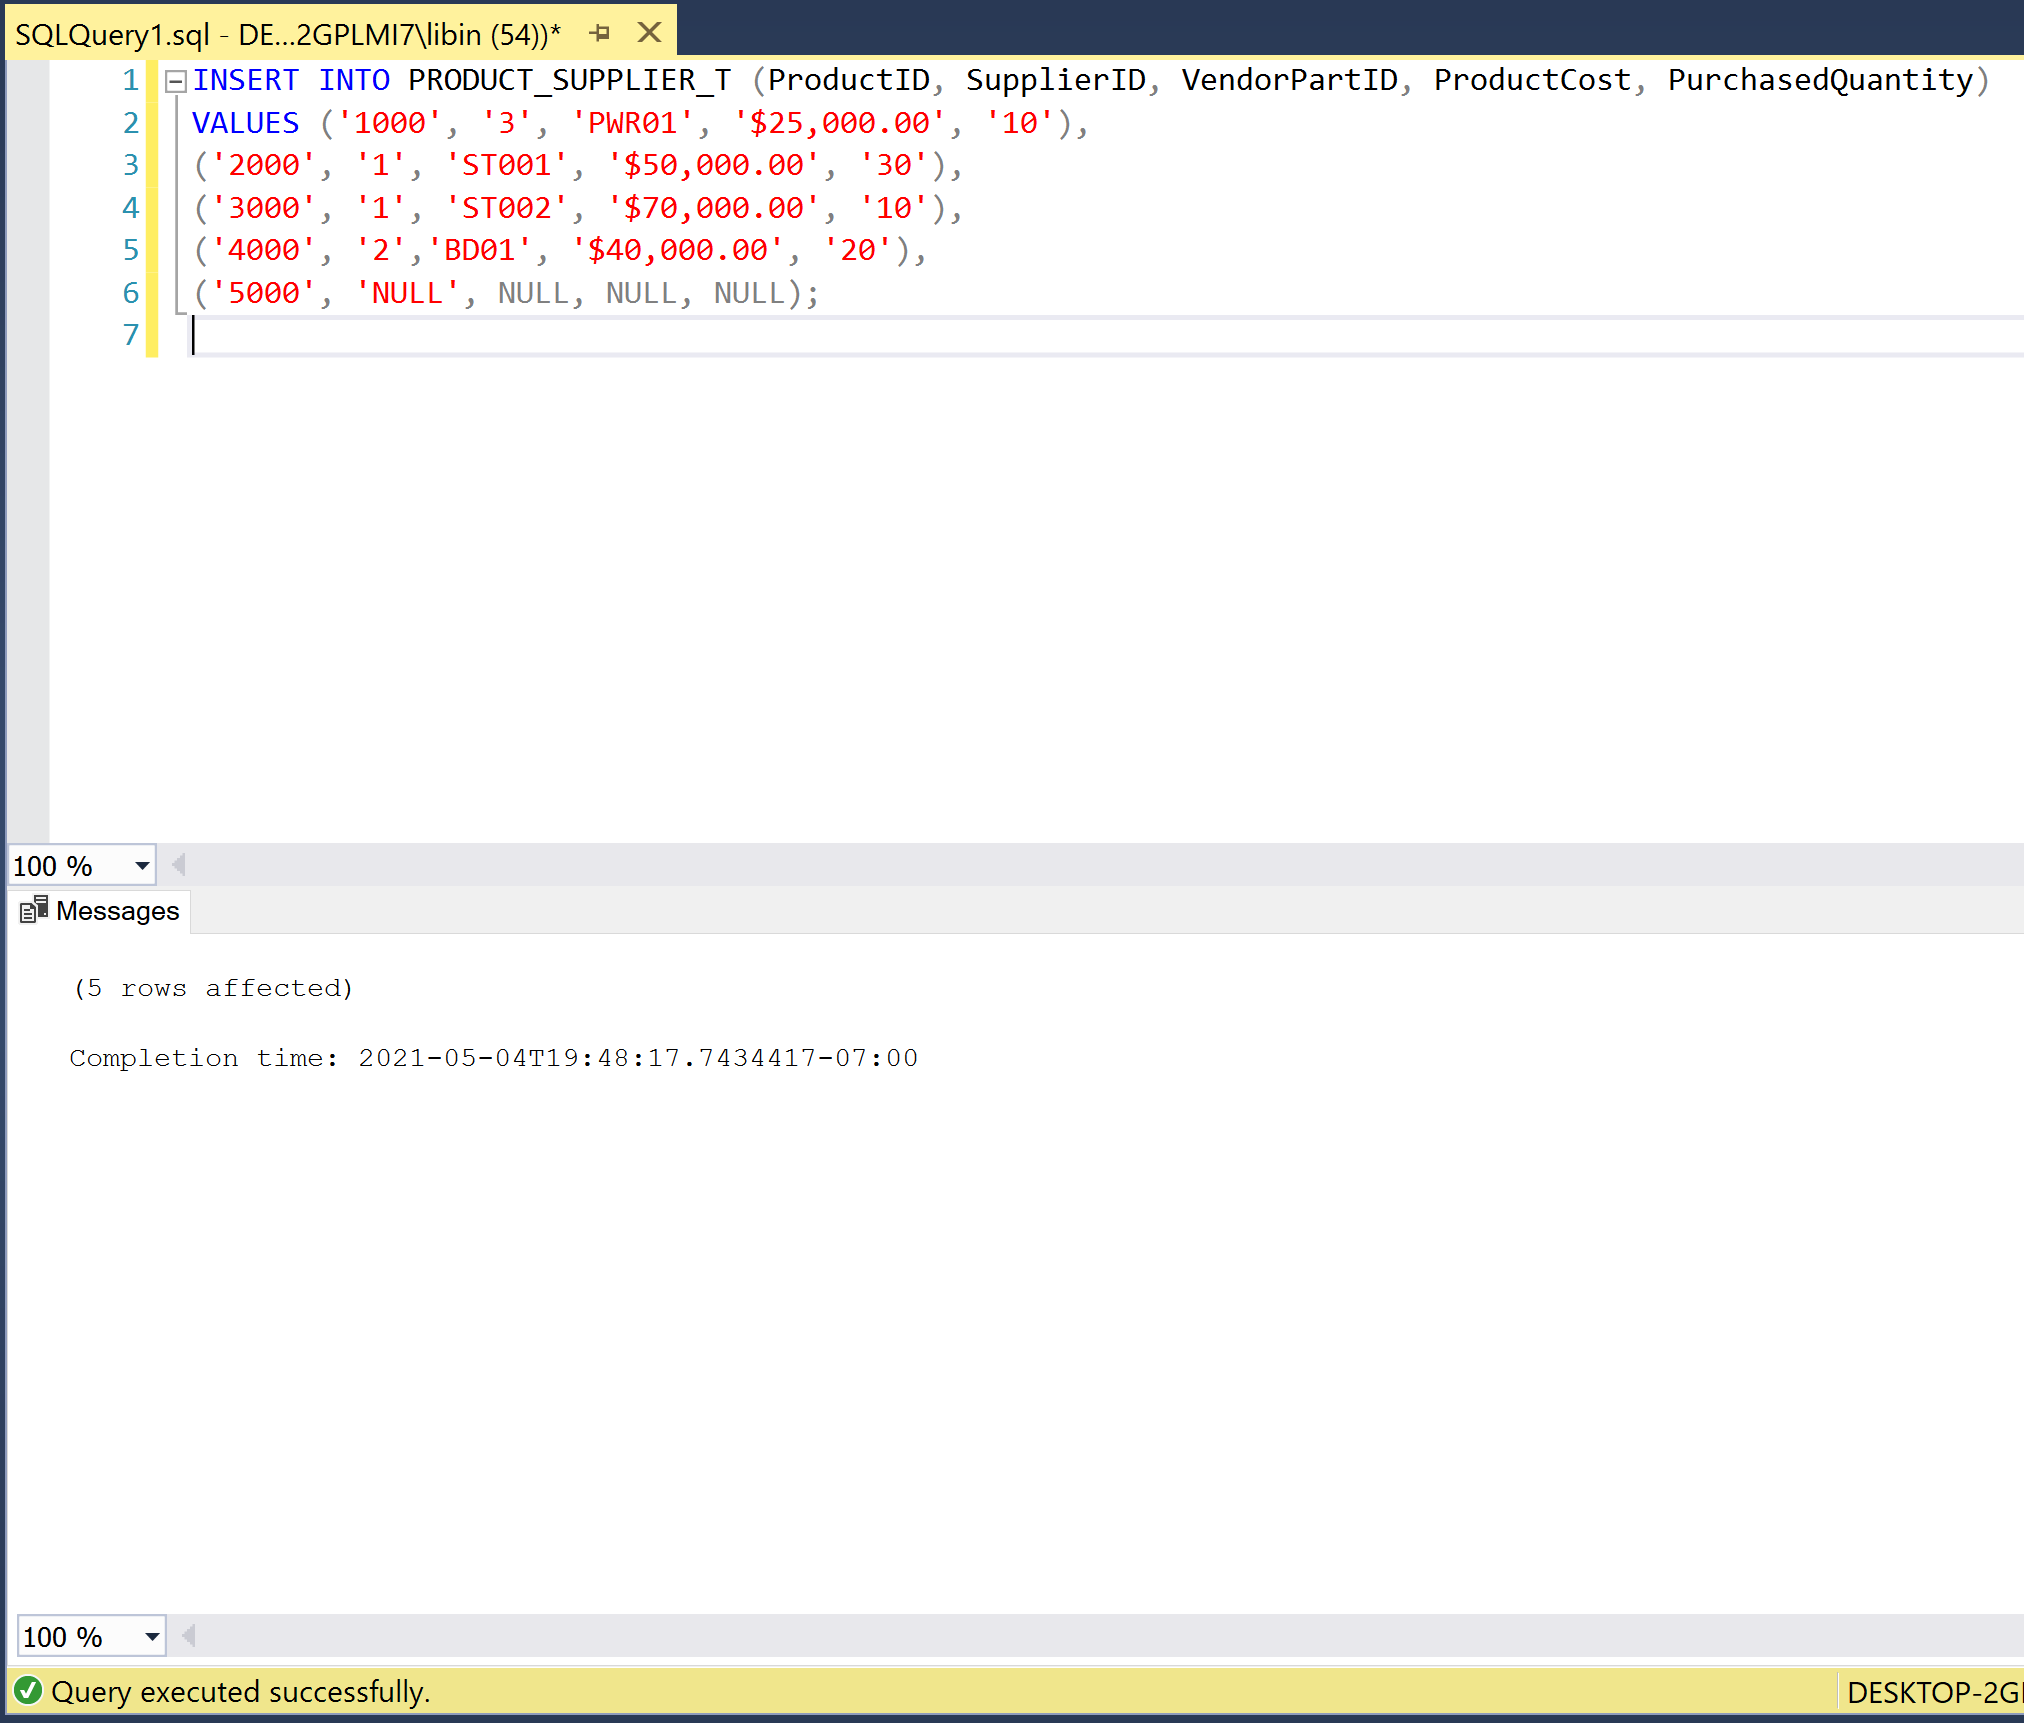 SQLQuery1.sql - DE...2GPLMI7\libin (54))*
1 INSERT INTO PRODUCT_SUPPLIER_T (ProductID, SupplierID, VendorPartID, ProductCost, PurchasedQuantity)
2 VALUES ('1000', '3', 'PWR01', '$25,000.00', '10'),
3 ('2000', '1', 'ST001', '$50,000.00', '30'),
4 ('3000', '1', 'ST002', '$70,000.00', '10'),
5 ('4000', '2','BD01', '$40,000.00', '20'),
6 ('5000', 'NULL', NULL, NULL, NULL);
7
100 %
Messages
(5 rows affected)
Completion time: 2021-05-04T19:48:17.7434417-07:00
100 %
Query executed successfully.
DESKTOP-2G